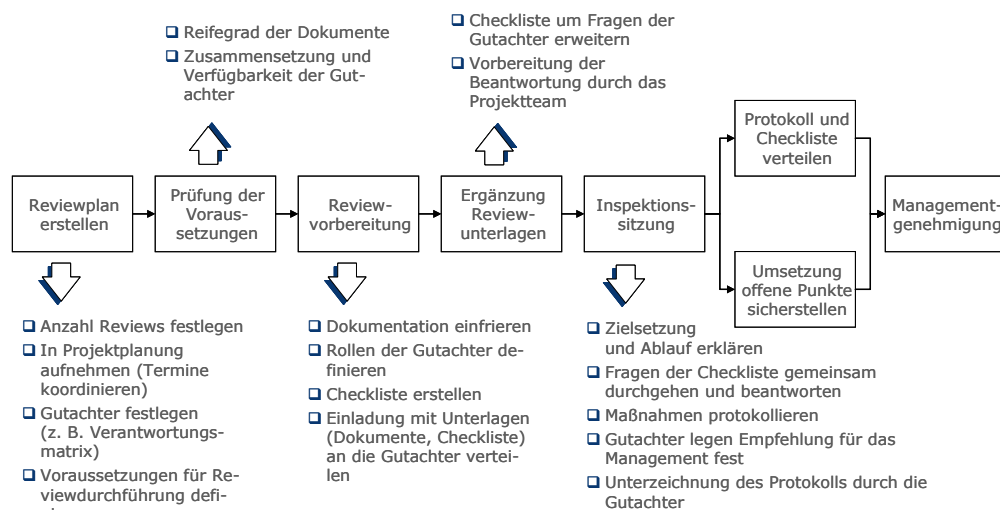 Reifegrad der Dokumente
Zusammensetzung und
Verfügbarkeit der Gut-
achter
Checkliste um Fragen der
Gutachter erweitern
Vorbereitung der
Beantwortung durch das
Projektteam
Reviewplan
erstellen
Prüfung der
Voraus-
setzungen
Review-
vorbereitung
Ergänzung
Review-
unterlagen
Inspektions-
sitzung
Protokoll und
Checkliste
verteilen
Umsetzung
offene Punkte
sicherstellen
Management-
genehmigung
Anzahl Reviews festlegen
In Projektplanung
aufnehmen (Termine
koordinieren)
Gutachter festlegen
(z. B. Verantwortungs-
matrix)
Voraussetzungen für Re-
viewdurchführung defi-
Dokumentation einfrieren
Rollen der Gutachter de-
finieren
Checkliste erstellen
Einladung mit Unterlagen
(Dokumente, Checkliste)
an die Gutachter vertei-
len
Zielsetzung
und Ablauf erklären
Fragen der Checkliste gemeinsam
durchgehen und beantworten
Maßnahmen protokollieren
Gutachter legen Empfehlung für das
Management fest
Unterzeichnung des Protokolls durch die
Gutachter